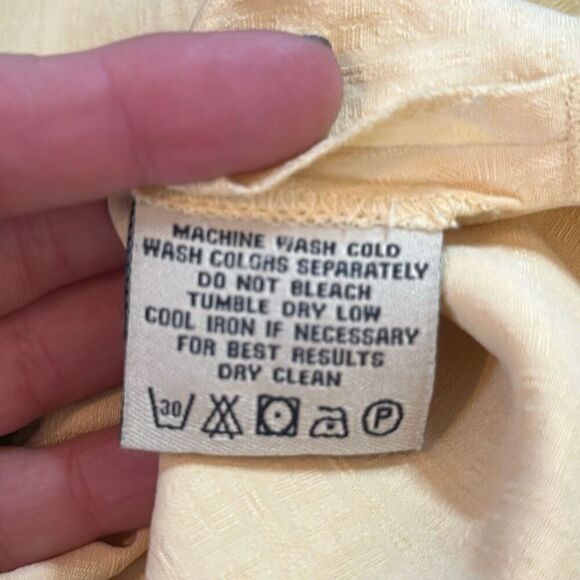 MACHINE WASH COLD
WASH COLORS SEPARATELY
DO NOT BLEACH
TUMBLE DRY LOW
COOL IRON IF NECESSARY
FOR BEST RESULTS
DRY CLEAN
30 P